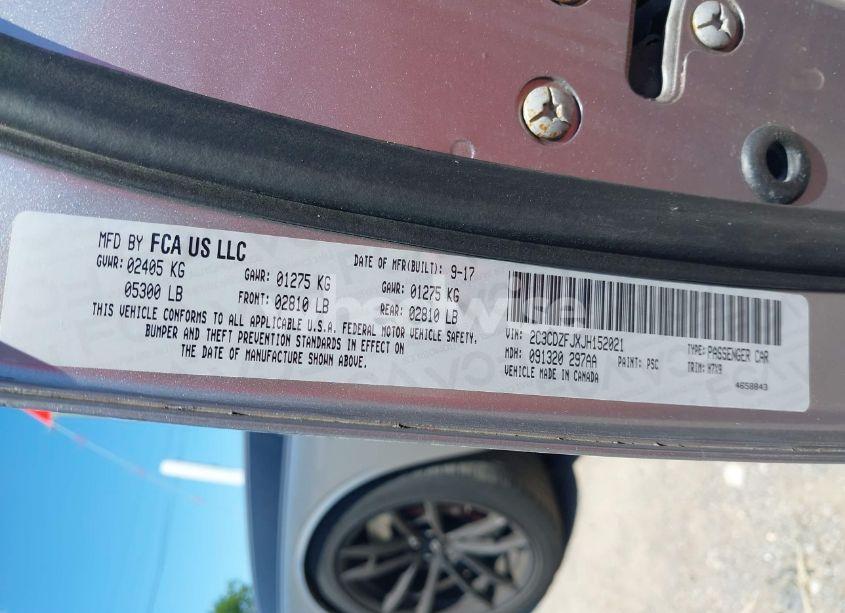 MFD BY FCA US LLC
DATE OF MFR(BUILT): 9-17
GVWR: 02405 KG
GAWR: 01275 KG
GAWR: 01275 KG
05300 LB
FRONT: 02810 LB
REAR: 02810 LB
THIS VEHICLE CONFORMS TO ALL APPLICABLE U.S.A. FEDERAL MOTOR VEHICLE SAFETY,
BUMPER AND THEFT PREVENTION STANDARDS IN EFFECT ON
THE DATE OF MANUFACTURE SHOWN ABOVE.
VIN: 2C3CDZFJXJH152021
TYPE: PASSENGER CAR
MDH: 091320 297AA
PAINT: PSC
TRIM: H7X9
VEHICLE MADE IN CANADA
4658843